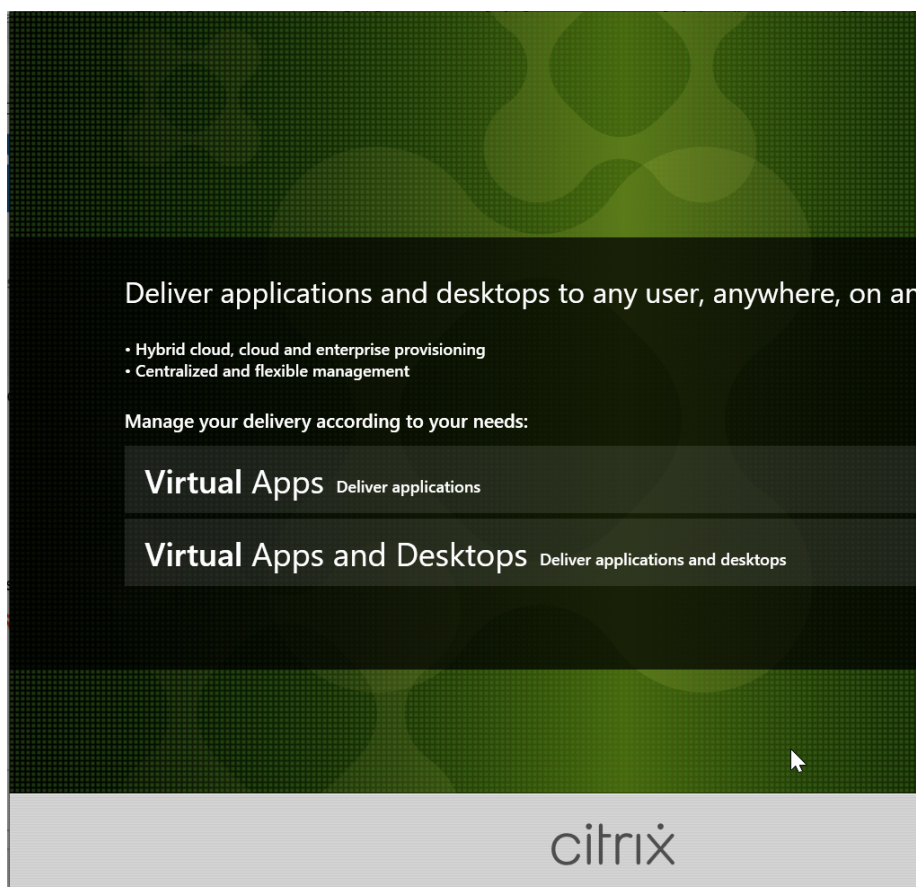 Deliver applications and desktops to any user, anywhere, on an
• Hybrid cloud, cloud and enterprise provisioning
• Centralized and flexible management
Manage your delivery according to your needs:
Virtual Apps Deliver applications
Virtual Apps and Desktops Deliver applications and desktops
citrix